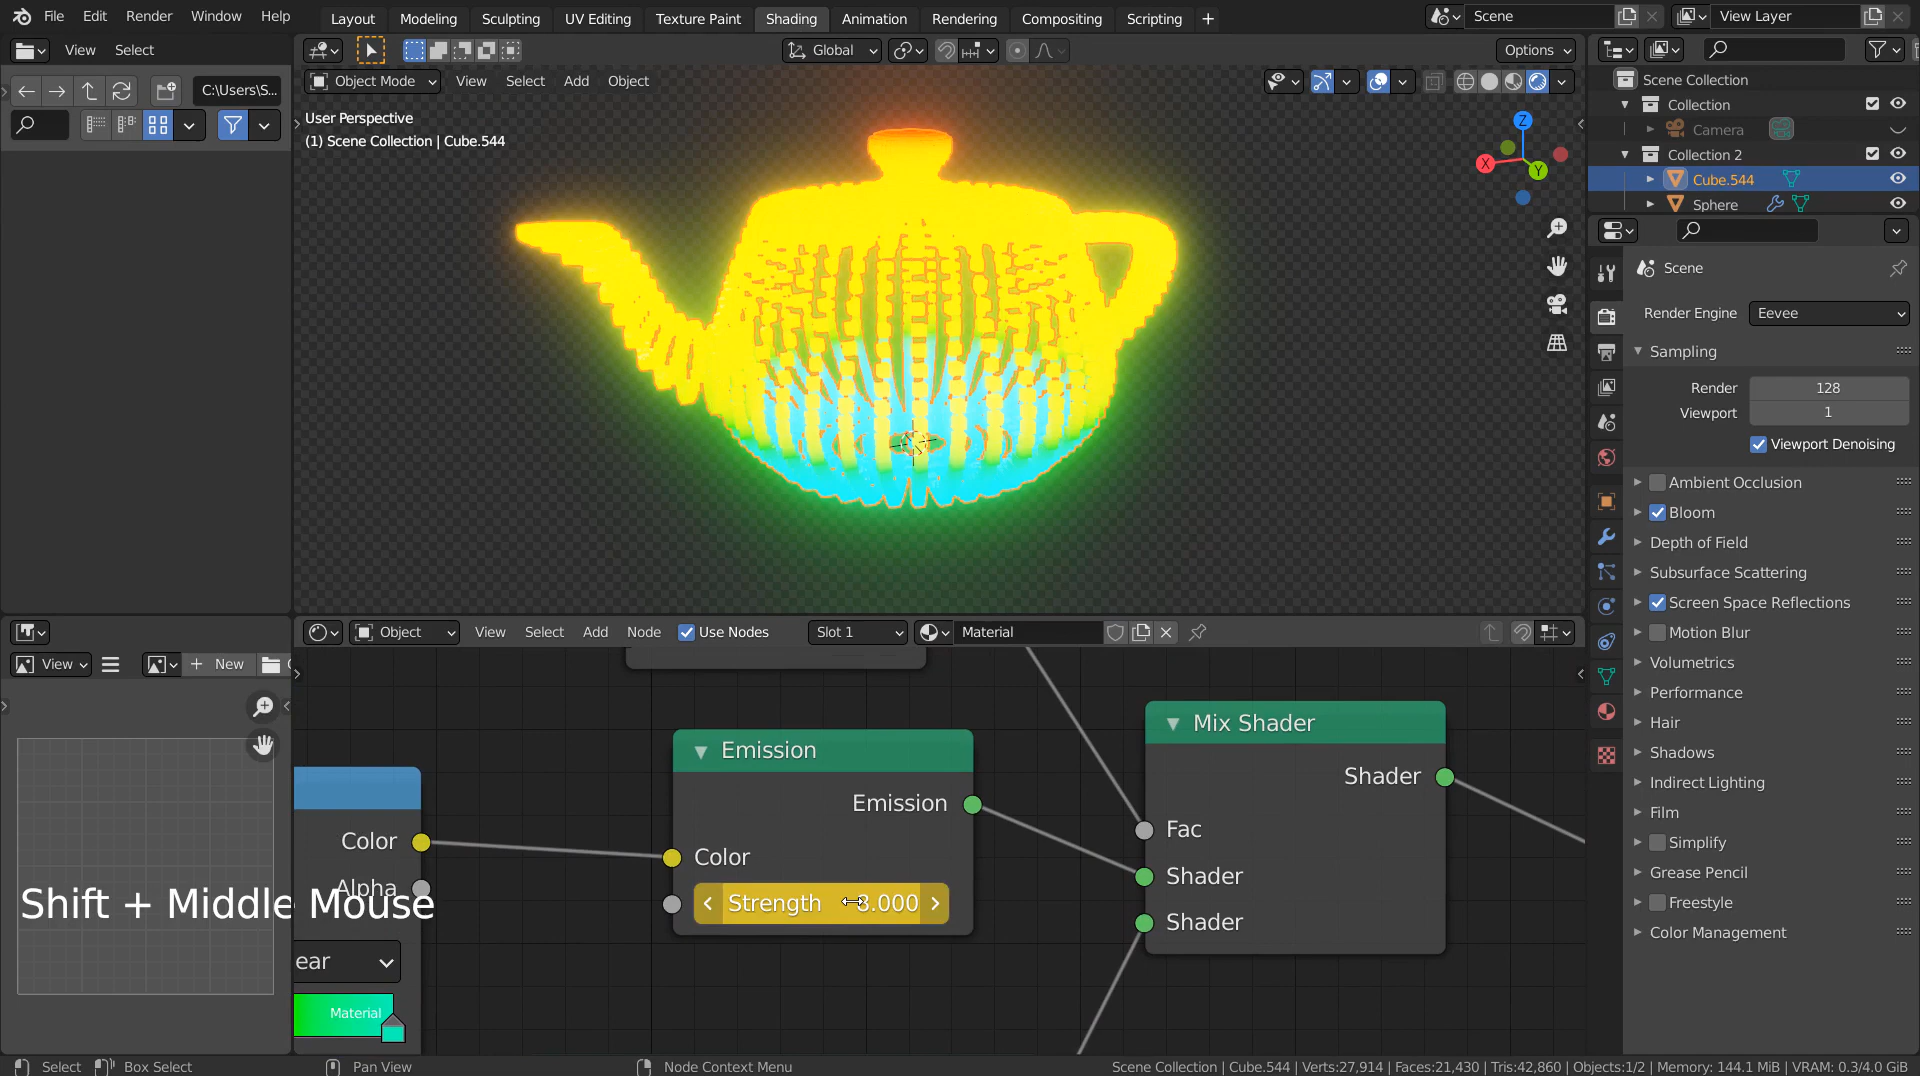 File Edit Render Window Help Layout Modeling Sculpting UV Editing Texture Paint Shading Animation Rendering Compositing Scripting + Scene View Layer
View Select Global Options
C:\Users\S... Object Mode View Select Add Object
User Perspective
(1) Scene Collection | Cube.544
Z
X
Y
Scene Collection
Collection
Camera
Collection 2
Cube.544
Sphere
Scene
Render Engine Eevee
Sampling
Render 128
Viewport 1
Viewport Denoising
Ambient Occlusion
Bloom
Depth of Field
Subsurface Scattering
Screen Space Reflections
Motion Blur
Volumetrics
Performance
Hair
Shadows
Indirect Lighting
Film
Simplify
Grease Pencil
Freestyle
Color Management
Object View Select Add Node Use Nodes Slot 1 Material
View + New
Emission
Emission
Color
Strength 8.000
Mix Shader
Shader
Fac
Shader
Shader
Color
Alpha
Shift + Middle Mouse
ear
Material
Select Box Select Pan View Node Context Menu Scene Collection | Cube.544 | Verts:27,914 | Faces:21,430 | Tris:42,860 | Objects:1/2 | Memory: 144.1 MiB | VRAM: 0.3/4.0 GiB